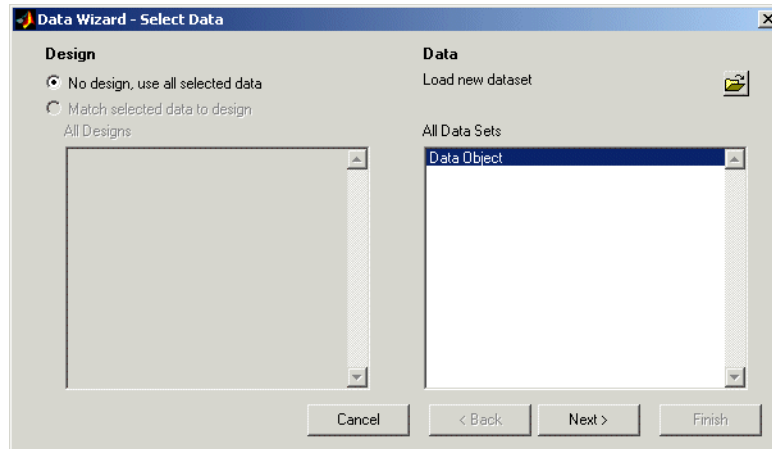 Data Wizard - Select Data
Design
No design, use all selected data
Match selected data to design
All Designs
Data
Load new dataset
All Data Sets
Data Object
Cancel
< Back
Next >
Finish